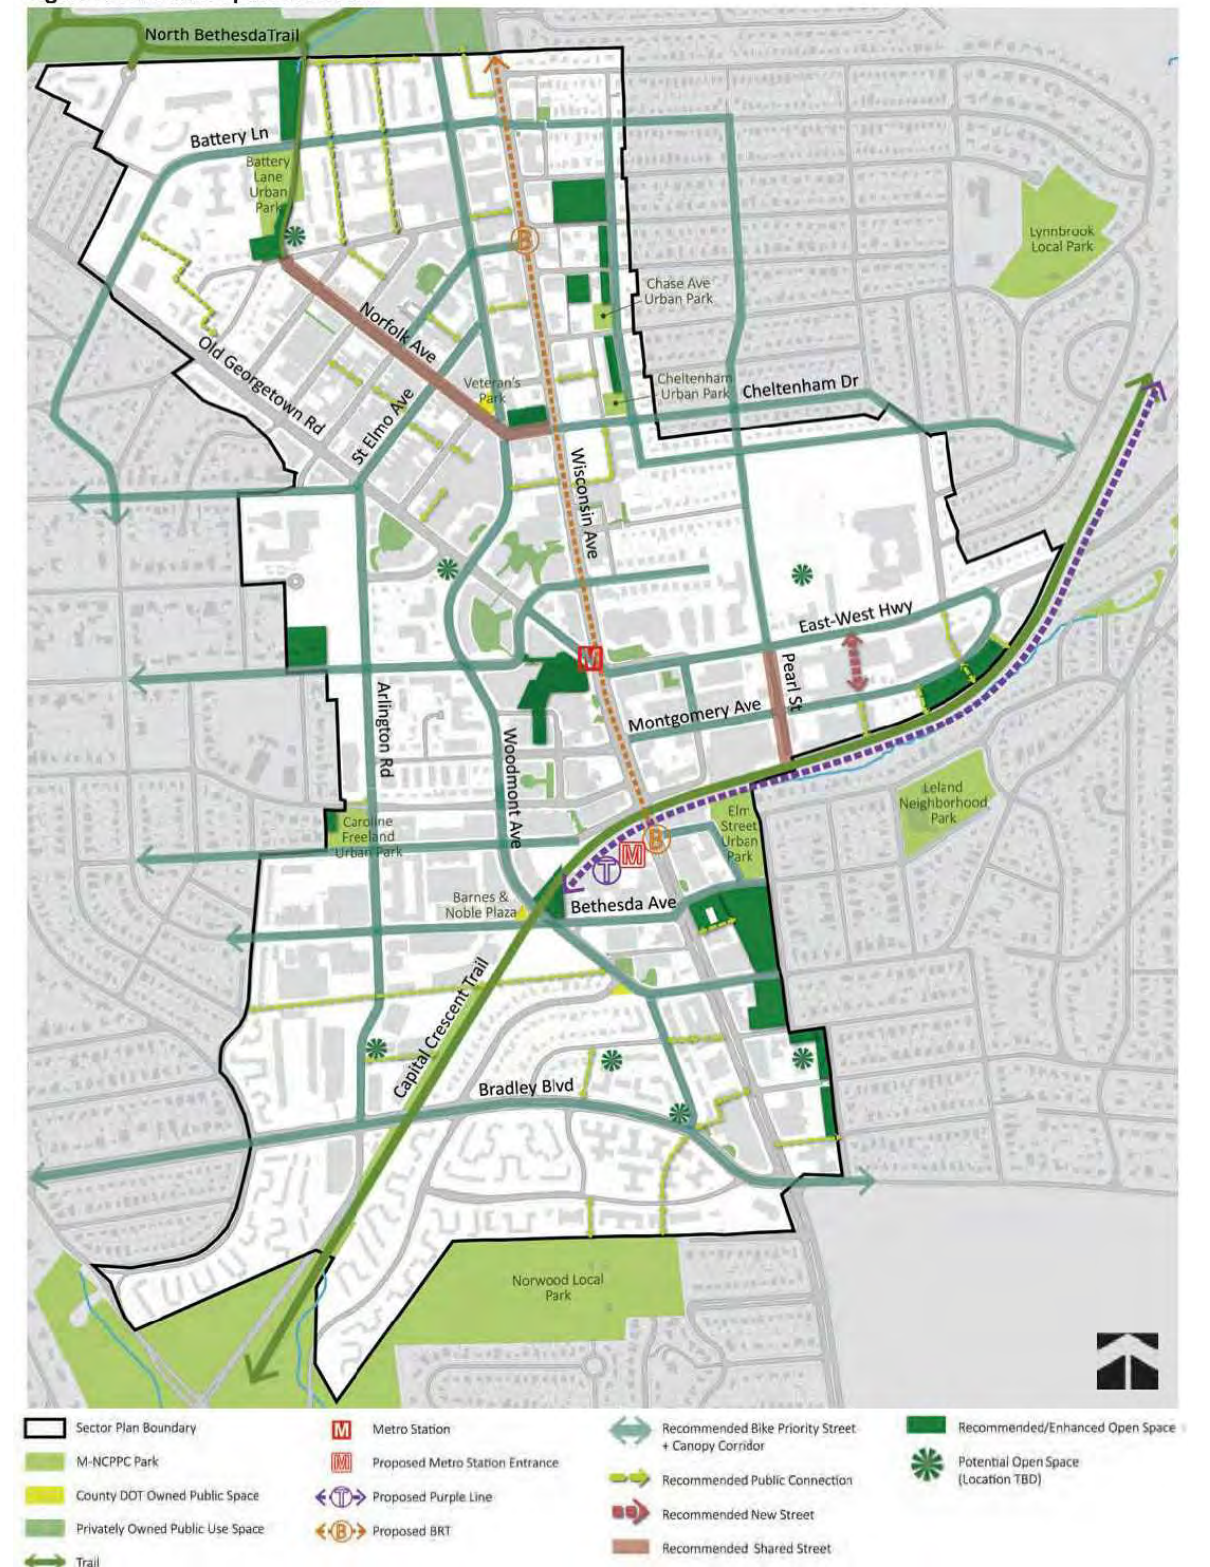 North BethesdaTrail
Battery Ln
Battery
Lane
Urban
Park
Lynnbrook
Local Park
B
Chase Ave
Urban Park
Norfolk Ave
Old Georgetown Rd
Veteran's
Park
Cheltenham
Urban Park
Cheltenham Dr
St Elmo Ave
Wisconsin Ave
East-West Hwy
M
Pearl St
Arlington Rd
Montgomery Ave
Woodmont Ave
Leland
Neighborhood
Park
Caroline
Freeland
Urban Park
Elm
Street
Urban
Park
B
M
T
Barnes &
Noble Plaza
Bethesda Ave
Capital Crescent Trail
Bradley Blvd
Norwood Local
Park
Sector Plan Boundary
M-NCPPC Park
County DOT Owned Public Space
Privately Owned Public Use Space
Trail
M Metro Station
M Proposed Metro Station Entrance
T Proposed Purple Line
B Proposed BRT
Recommended Bike Priority Street
+ Canopy Corridor
Recommended Public Connection
Recommended New Street
Recommended Shared Street
Recommended/Enhanced Open Space
Potential Open Space
(Location TBD)